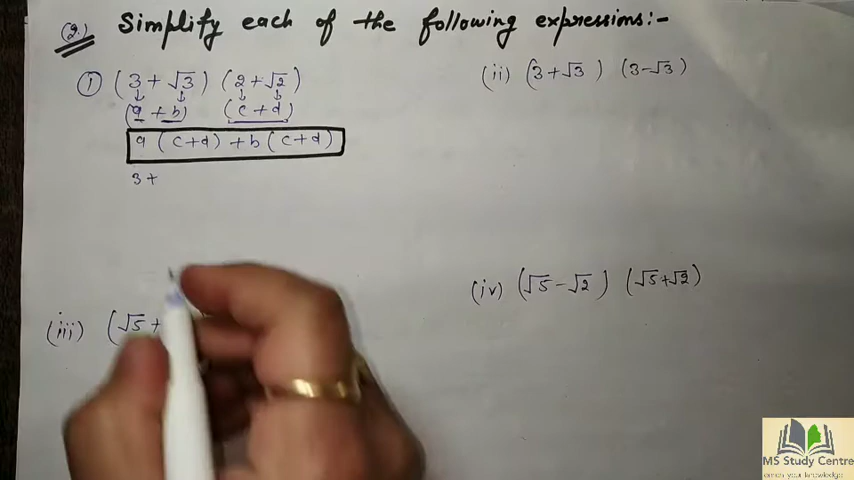 (2.) Simplify each of the following expressions:-
(i) (3 + √3) (2 + √2)
(a + b) (c + d)
a (c+d) + b (c+d)
3 +
(ii) (3+√3) (3-√3)
(iii) (√5 +
(iv) (√5 - √2) (√5+√2)
MS Study Centre